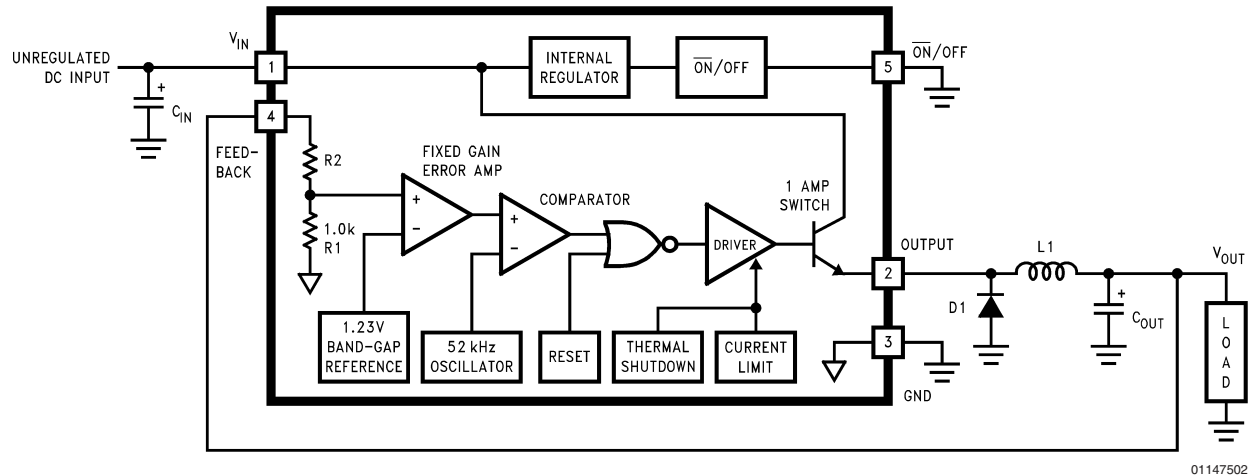 V_IN
UNREGULATED
DC INPUT
+
C_IN
1
4
FEED-
BACK
R2
1.0k
R1
INTERNAL
REGULATOR
O̅N̅/OFF
5
O̅N̅/OFF
FIXED GAIN
ERROR AMP
+
−
COMPARATOR
+
−
DRIVER
1 AMP
SWITCH
OUTPUT
2
L1
V_OUT
D1
+
C_OUT
LOAD
1.23V
BAND-GAP
REFERENCE
52 kHz
OSCILLATOR
RESET
THERMAL
SHUTDOWN
CURRENT
LIMIT
3
GND
01147502